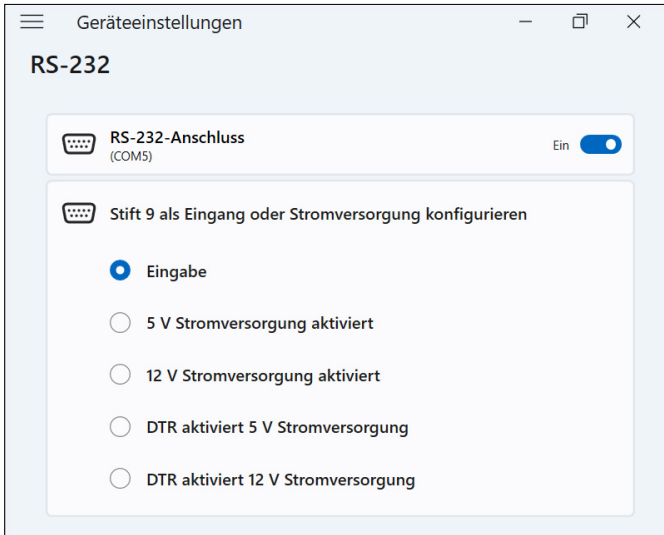 Geräteeinstellungen
RS-232
RS-232-Anschluss
(COM5)
Ein
Stift 9 als Eingang oder Stromversorgung konfigurieren
Eingabe
5 V Stromversorgung aktiviert
12 V Stromversorgung aktiviert
DTR aktiviert 5 V Stromversorgung
DTR aktiviert 12 V Stromversorgung